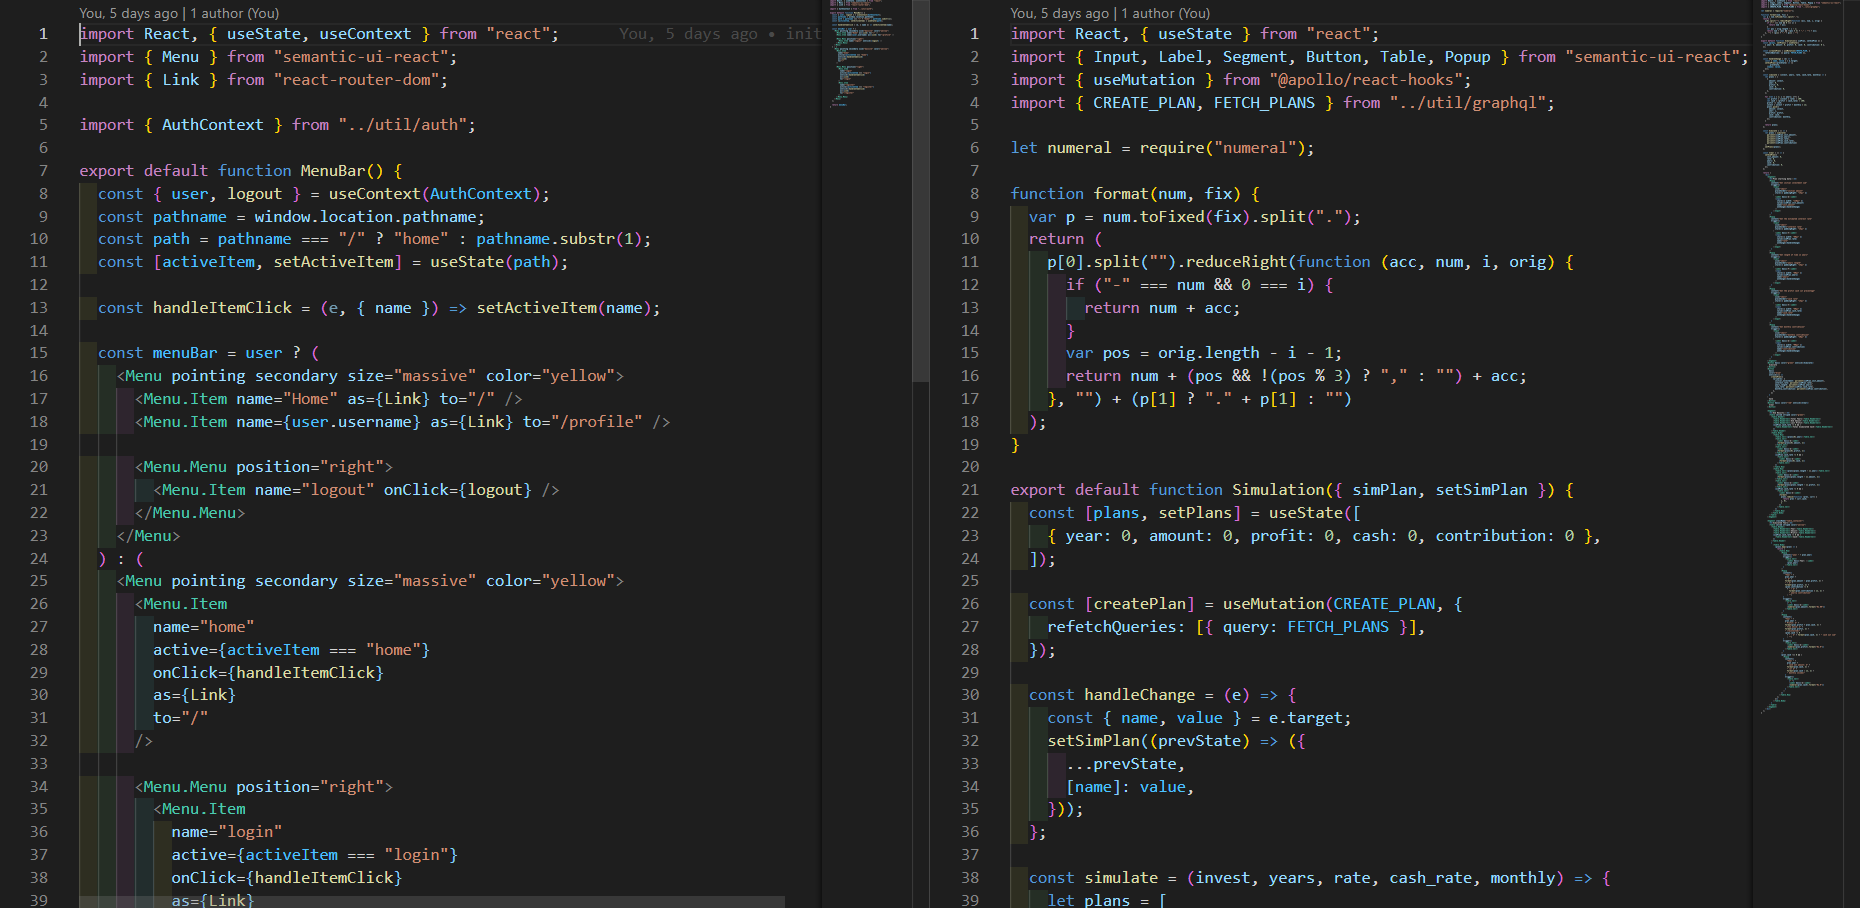 You, 5 days ago | 1 author (You)
1 import React, { useState, useContext } from "react"; You, 5 days ago • init
2 import { Menu } from "semantic-ui-react";
3 import { Link } from "react-router-dom";
4
5 import { AuthContext } from "../util/auth";
6
7 export default function MenuBar() {
8 const { user, logout } = useContext(AuthContext);
9 const pathname = window.location.pathname;
10 const path = pathname === "/" ? "home" : pathname.substr(1);
11 const [activeItem, setActiveItem] = useState(path);
12
13 const handleItemClick = (e, { name }) => setActiveItem(name);
14
15 const menuBar = user ? (
16 <Menu pointing secondary size="massive" color="yellow">
17 <Menu.Item name="Home" as={Link} to="/" />
18 <Menu.Item name={user.username} as={Link} to="/profile" />
19
20 <Menu.Menu position="right">
21 <Menu.Item name="logout" onClick={logout} />
22 </Menu.Menu>
23 </Menu>
24 ) : (
25 <Menu pointing secondary size="massive" color="yellow">
26 <Menu.Item
27 name="home"
28 active={activeItem === "home"}
29 onClick={handleItemClick}
30 as={Link}
31 to="/"
32 />
33
34 <Menu.Menu position="right">
35 <Menu.Item
36 name="login"
37 active={activeItem === "login"}
38 onClick={handleItemClick}
39 as={Link}
You, 5 days ago | 1 author (You)
1 import React, { useState } from "react";
2 import { Input, Label, Segment, Button, Table, Popup } from "semantic-ui-react";
3 import { useMutation } from "@apollo/react-hooks";
4 import { CREATE_PLAN, FETCH_PLANS } from "../util/graphql";
5
6 let numeral = require("numeral");
7
8 function format(num, fix) {
9 var p = num.toFixed(fix).split(".");
10 return (
11 p[0].split("").reduceRight(function (acc, num, i, orig) {
12 if ("-" === num && 0 === i) {
13 return num + acc;
14 }
15 var pos = orig.length - i - 1;
16 return num + (pos && !(pos % 3) ? "," : "") + acc;
17 }, "") + (p[1] ? "." + p[1] : "")
18 );
19 }
20
21 export default function Simulation({ simPlan, setSimPlan }) {
22 const [plans, setPlans] = useState([
23 { year: 0, amount: 0, profit: 0, cash: 0, contribution: 0 },
24 ]);
25
26 const [createPlan] = useMutation(CREATE_PLAN, {
27 refetchQueries: [{ query: FETCH_PLANS }],
28 });
29
30 const handleChange = (e) => {
31 const { name, value } = e.target;
32 setSimPlan((prevState) => ({
33 ...prevState,
34 [name]: value,
35 }));
36 };
37
38 const simulate = (invest, years, rate, cash_rate, monthly) => {
39 let plans = [